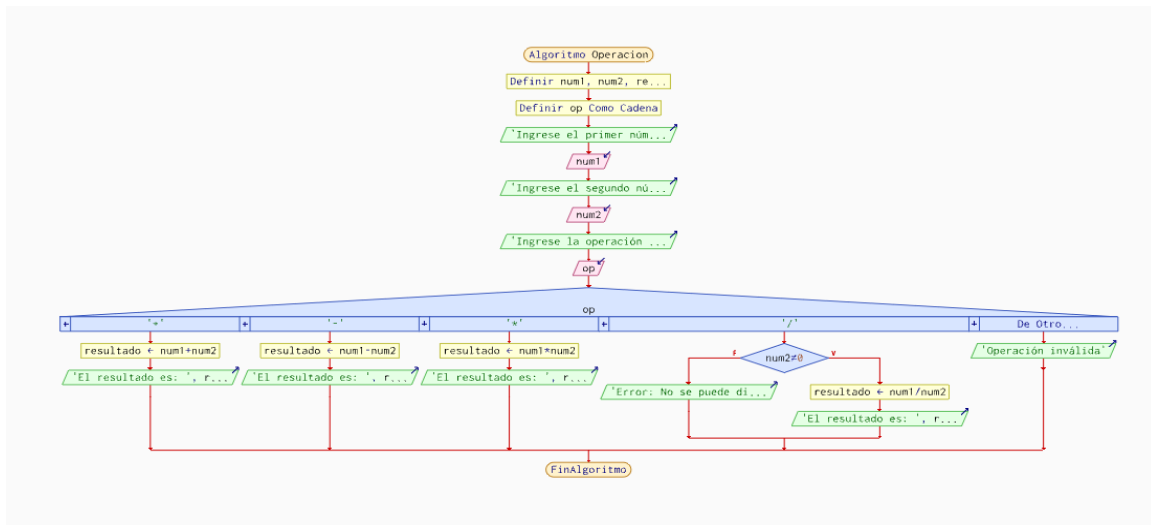 Algoritmo Operacion
Definir num1, num2, re...
Definir op Como Cadena
'Ingrese el primer núm...
num1
'Ingrese el segundo nú...
num2
'Ingrese la operación ...
op
op
'+' '-' '*' '/' De Otro...
resultado ← num1+num2 resultado ← num1-num2 resultado ← num1*num2 F num2≠0 V 'Operación inválida'
'El resultado es: ', r... 'El resultado es: ', r... 'El resultado es: ', r... 'Error: No se puede di... resultado ← num1/num2
'El resultado es: ', r...
FinAlgoritmo